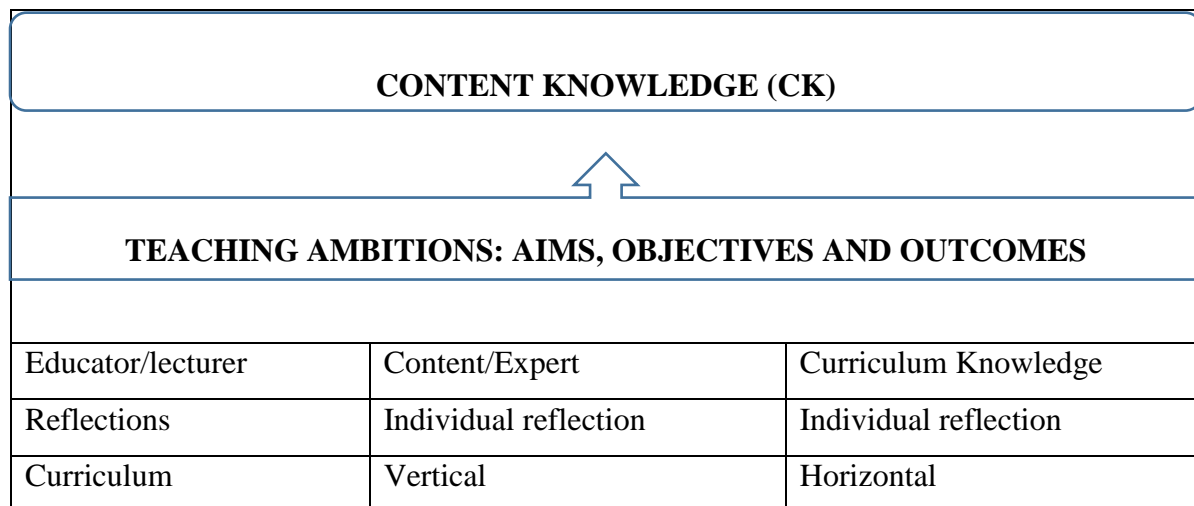 CONTENT KNOWLEDGE (CK)
TEACHING AMBITIONS: AIMS, OBJECTIVES AND OUTCOMES
Educator/lecturer Content/Expert Curriculum Knowledge
Reflections Individual reflection Individual reflection
Curriculum Vertical Horizontal